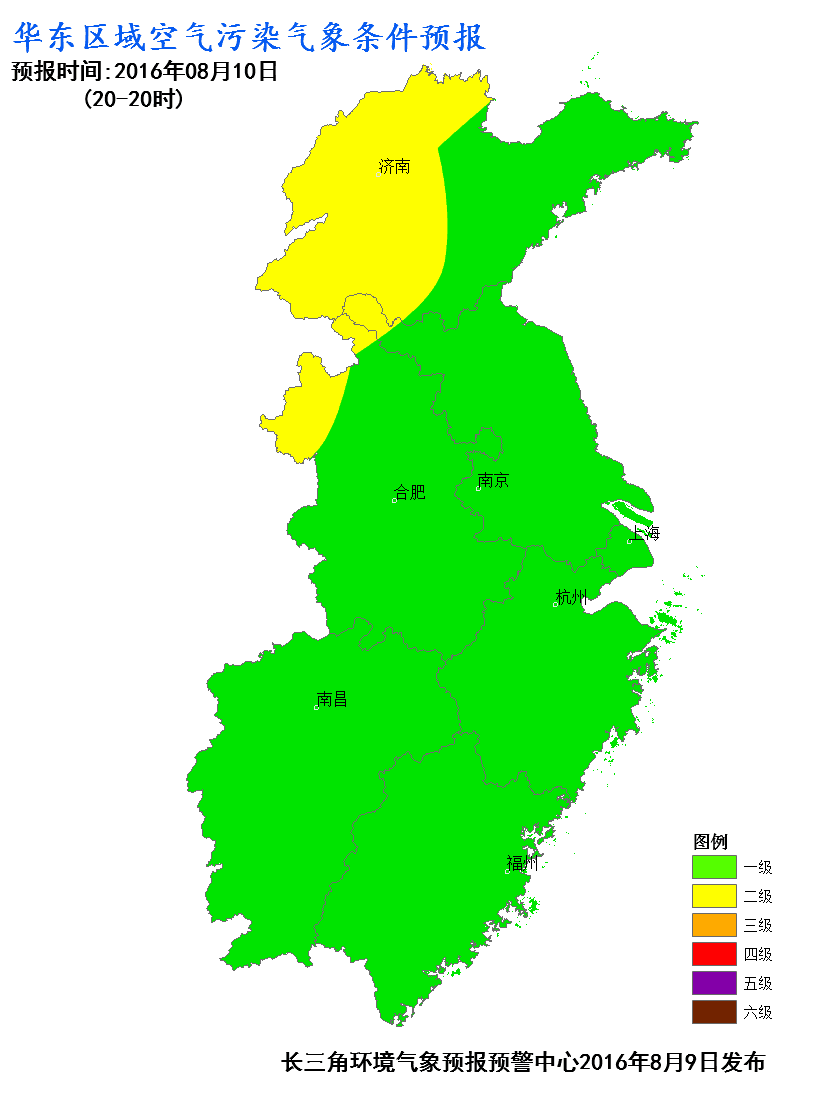 华东区域空气污染气象条件预报
预报时间:2016年08月10日
(20-20时)
济南
合肥
南京
上海
杭州
南昌
福州
图例
一级
二级
三级
四级
五级
六级
长三角环境气象预报预警中心2016年8月9日发布